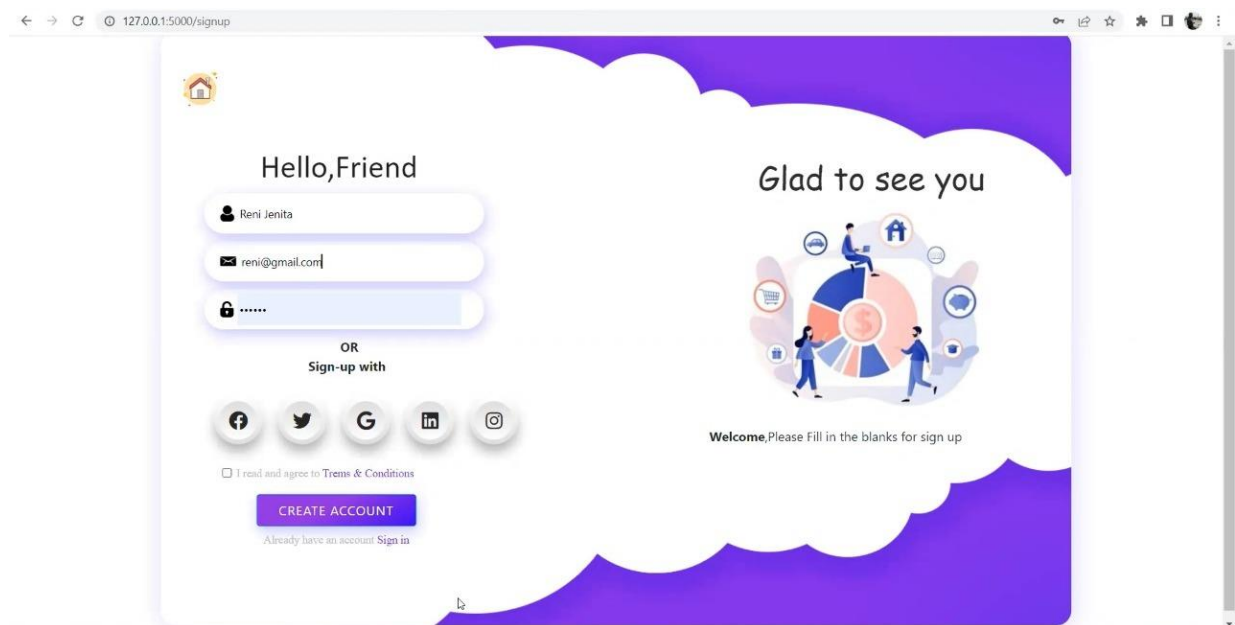 127.0.0.1:5000/signup
Hello,Friend
Reni Jenita
reni@gmail.com
••••••
OR
Sign-up with
I read and agree to Trems & Conditions
CREATE ACCOUNT
Already have an account Sign in
Glad to see you
Welcome,Please Fill in the blanks for sign up